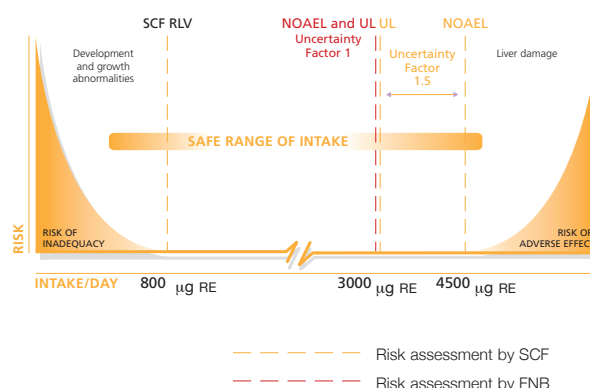 SCF RLV
NOAEL and UL UL
NOAEL
Uncertainty
Factor 1
Development
and growth
abnormalities
Uncertainty
Factor
1.5
Liver damage
SAFE RANGE OF INTAKE
RISK
RISK OF
INADEQUACY
RISK OF
ADVERSE EFFECT
INTAKE/DAY 800 µg RE 3000 µg RE 4500 µg RE
Risk assessment by SCF
Risk assessment by FNB